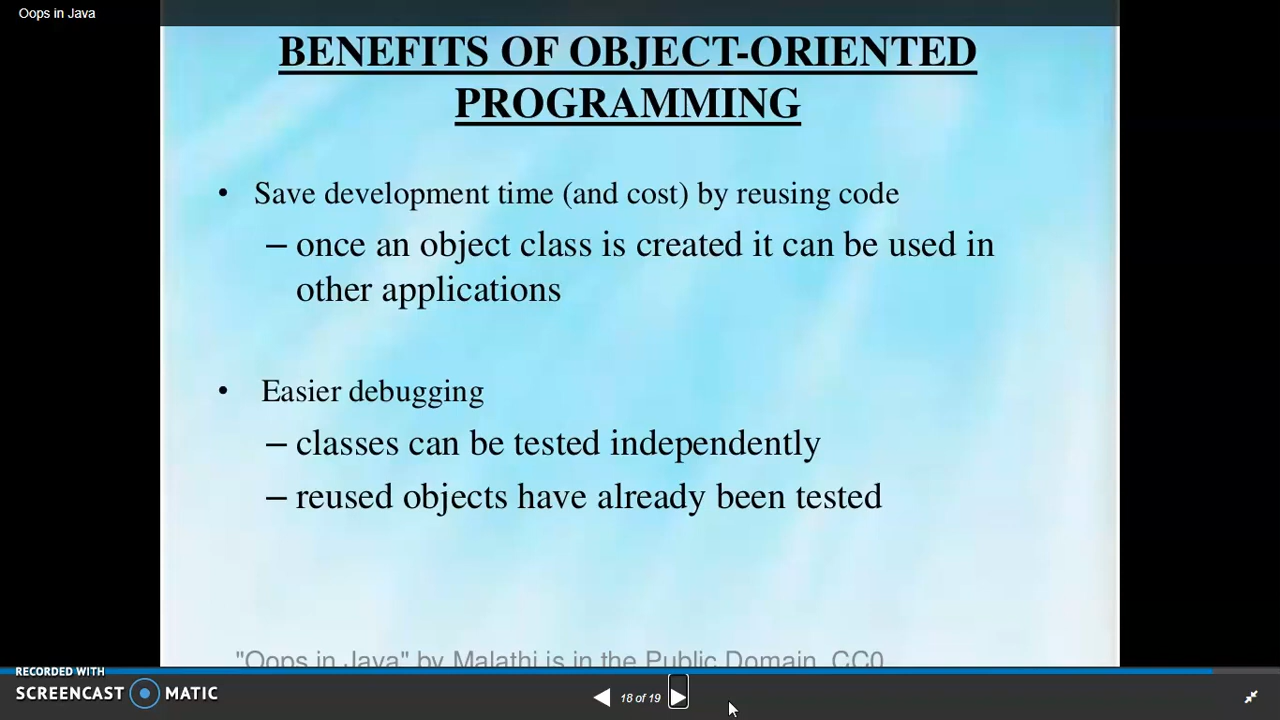 Oops in Java
BENEFITS OF OBJECT-ORIENTED
PROGRAMMING
• Save development time (and cost) by reusing code
– once an object class is created it can be used in
other applications
• Easier debugging
– classes can be tested independently
– reused objects have already been tested
"Oops in Java" by Malathi is in the Public Domain, CC0
RECORDED WITH
SCREENCAST MATIC
18 of 19